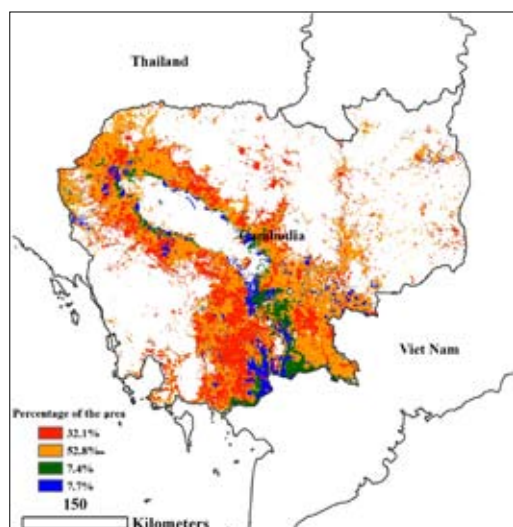 Thailand
Cambodia
Viet Nam
Percentage of the area
32.1%
52.8%
7.4%
7.7%
150
Kilometers